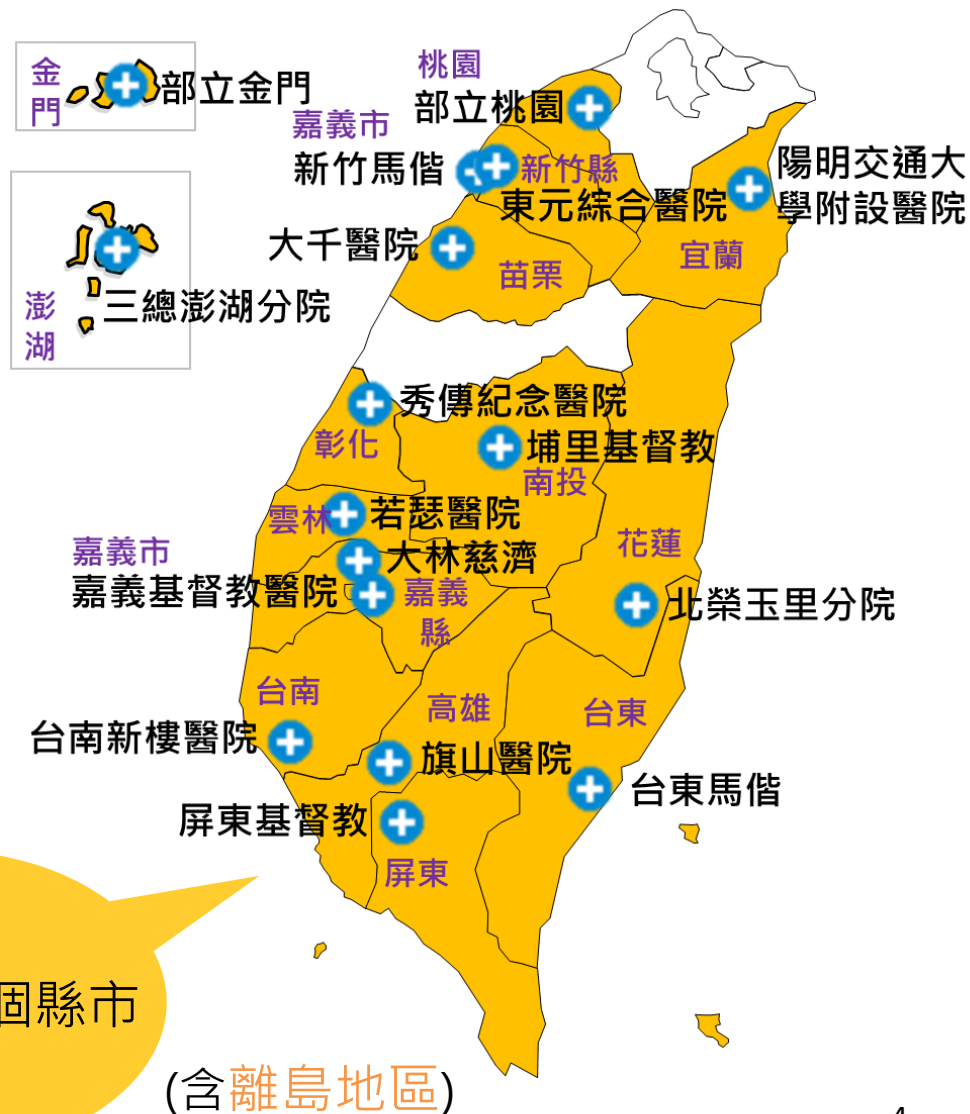 金
門
部立金門
桃園
部立桃園
嘉義市
新竹馬偕
新竹縣
東元綜合醫院
陽明交通大
學附設醫院
宜蘭
大千醫院
苗栗
澎
湖
三總澎湖分院
秀傳紀念醫院
彰化
埔里基督教
南投
雲林
若瑟醫院
大林慈濟
嘉義市
嘉義基督教醫院
嘉義
縣
花蓮
北榮玉里分院
台南
台南新樓醫院
高雄
旗山醫院
台東
台東馬偕
屏東基督教
屏東
個縣市
(含離島地區)